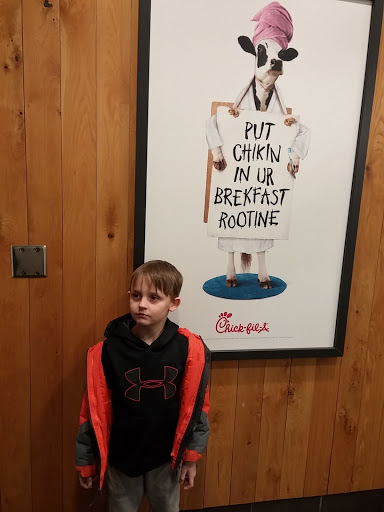 PUT
CHIKIN
IN UR
BREKFAST
ROOTINE
Chick-fil-A